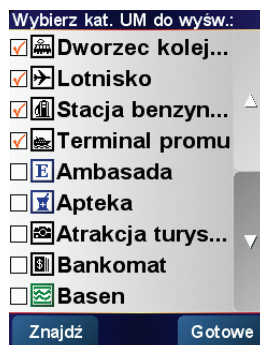 Wybierz kat. UM do wyśw.:
Dworzec kolej...
Lotnisko
Stacja benzyn...
Terminal promu
Ambasada
Apteka
Atrakcja turys...
Bankomat
Basen
Znajdź Gotowe